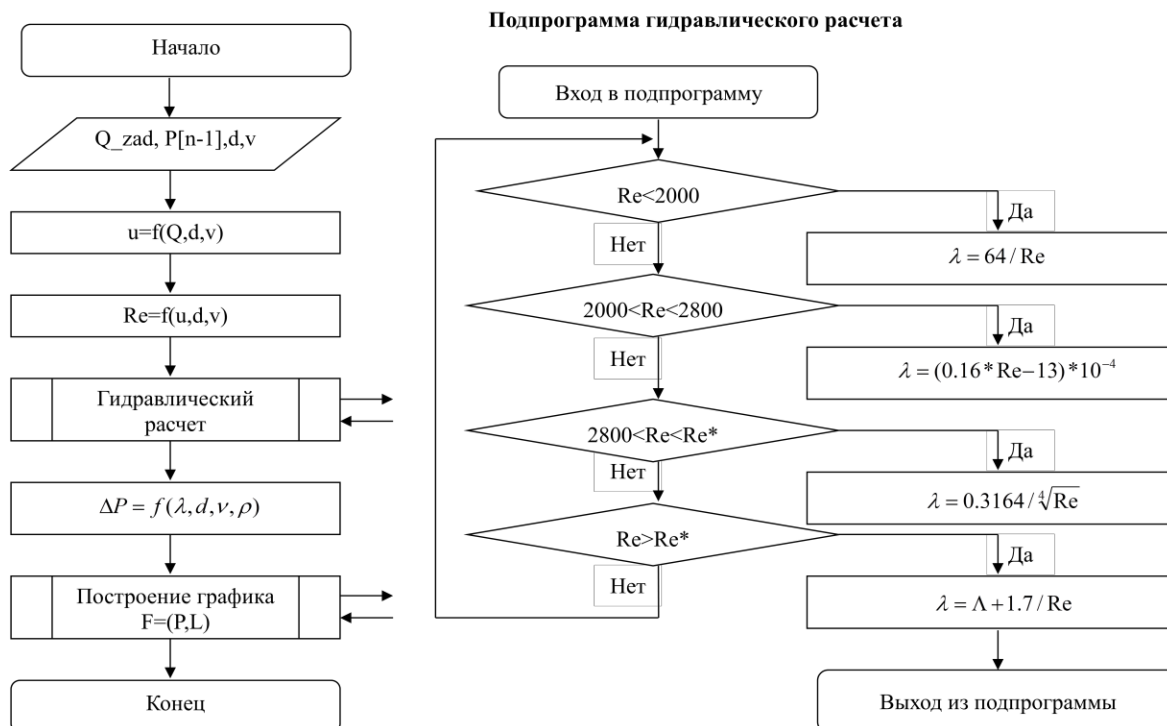 Подпрограмма гидравлического расчета
Начало
Q_zad, P[n-1],d,v
u=f(Q,d,v)
Re=f(u,d,v)
Гидравлический
расчет
ΔP = f(λ,d,ν,ρ)
Построение графика
F=(P,L)
Конец
Вход в подпрограмму
Re<2000
Да
Нет
λ = 64 / Re
2000<Re<2800
Да
Нет
λ = (0.16 * Re−13) *10⁻⁴
2800<Re<Re*
Да
Нет
λ = 0.3164 / ∜Re
Re>Re*
Да
Нет
λ = Λ +1.7 / Re
Выход из подпрограммы